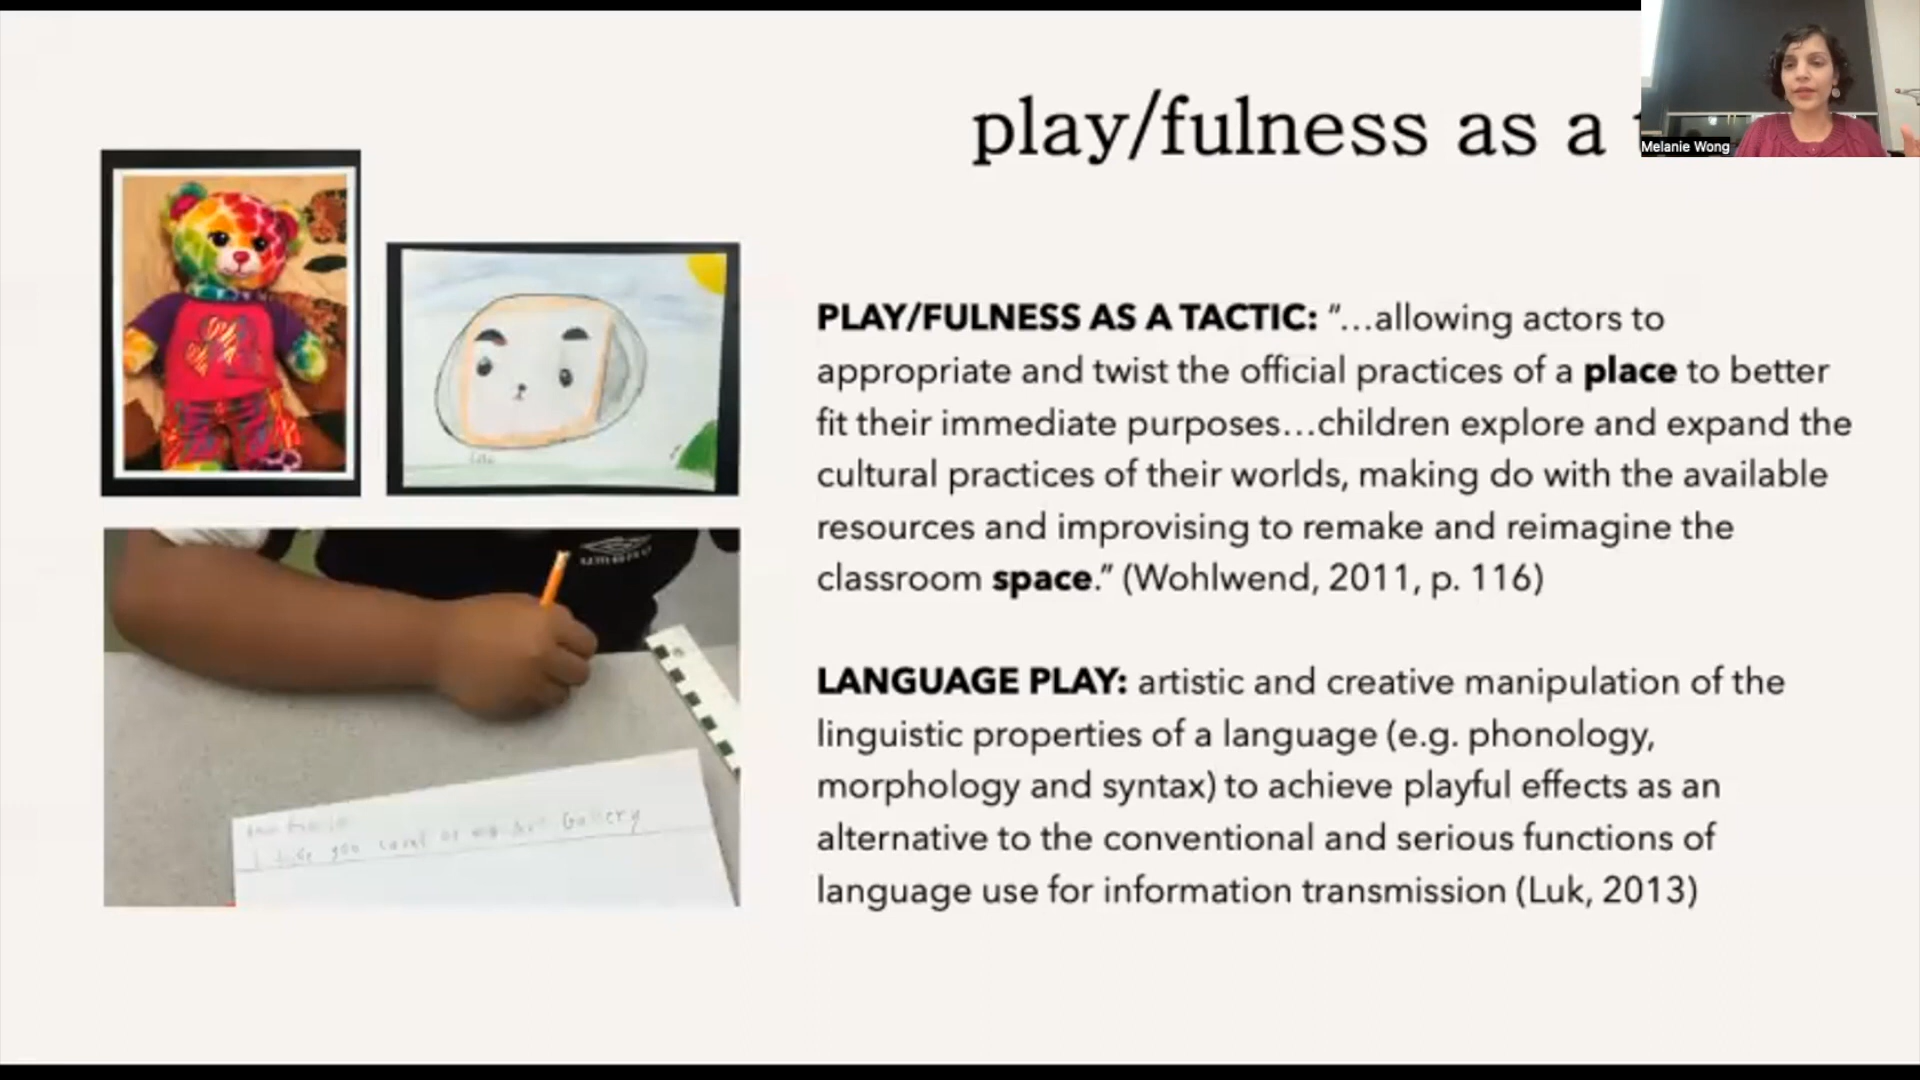 play/fulness as a
Melanie Wong
PLAY/FULNESS AS A TACTIC: "...allowing actors to
appropriate and twist the official practices of a place to better
fit their immediate purposes...children explore and expand the
cultural practices of their worlds, making do with the available
resources and improvising to remake and reimagine the
classroom space." (Wohlwend, 2011, p. 116)
LANGUAGE PLAY: artistic and creative manipulation of the
linguistic properties of a language (e.g. phonology,
morphology and syntax) to achieve playful effects as an
alternative to the conventional and serious functions of
language use for information transmission (Luk, 2013)
umbro
I like you
Gallery